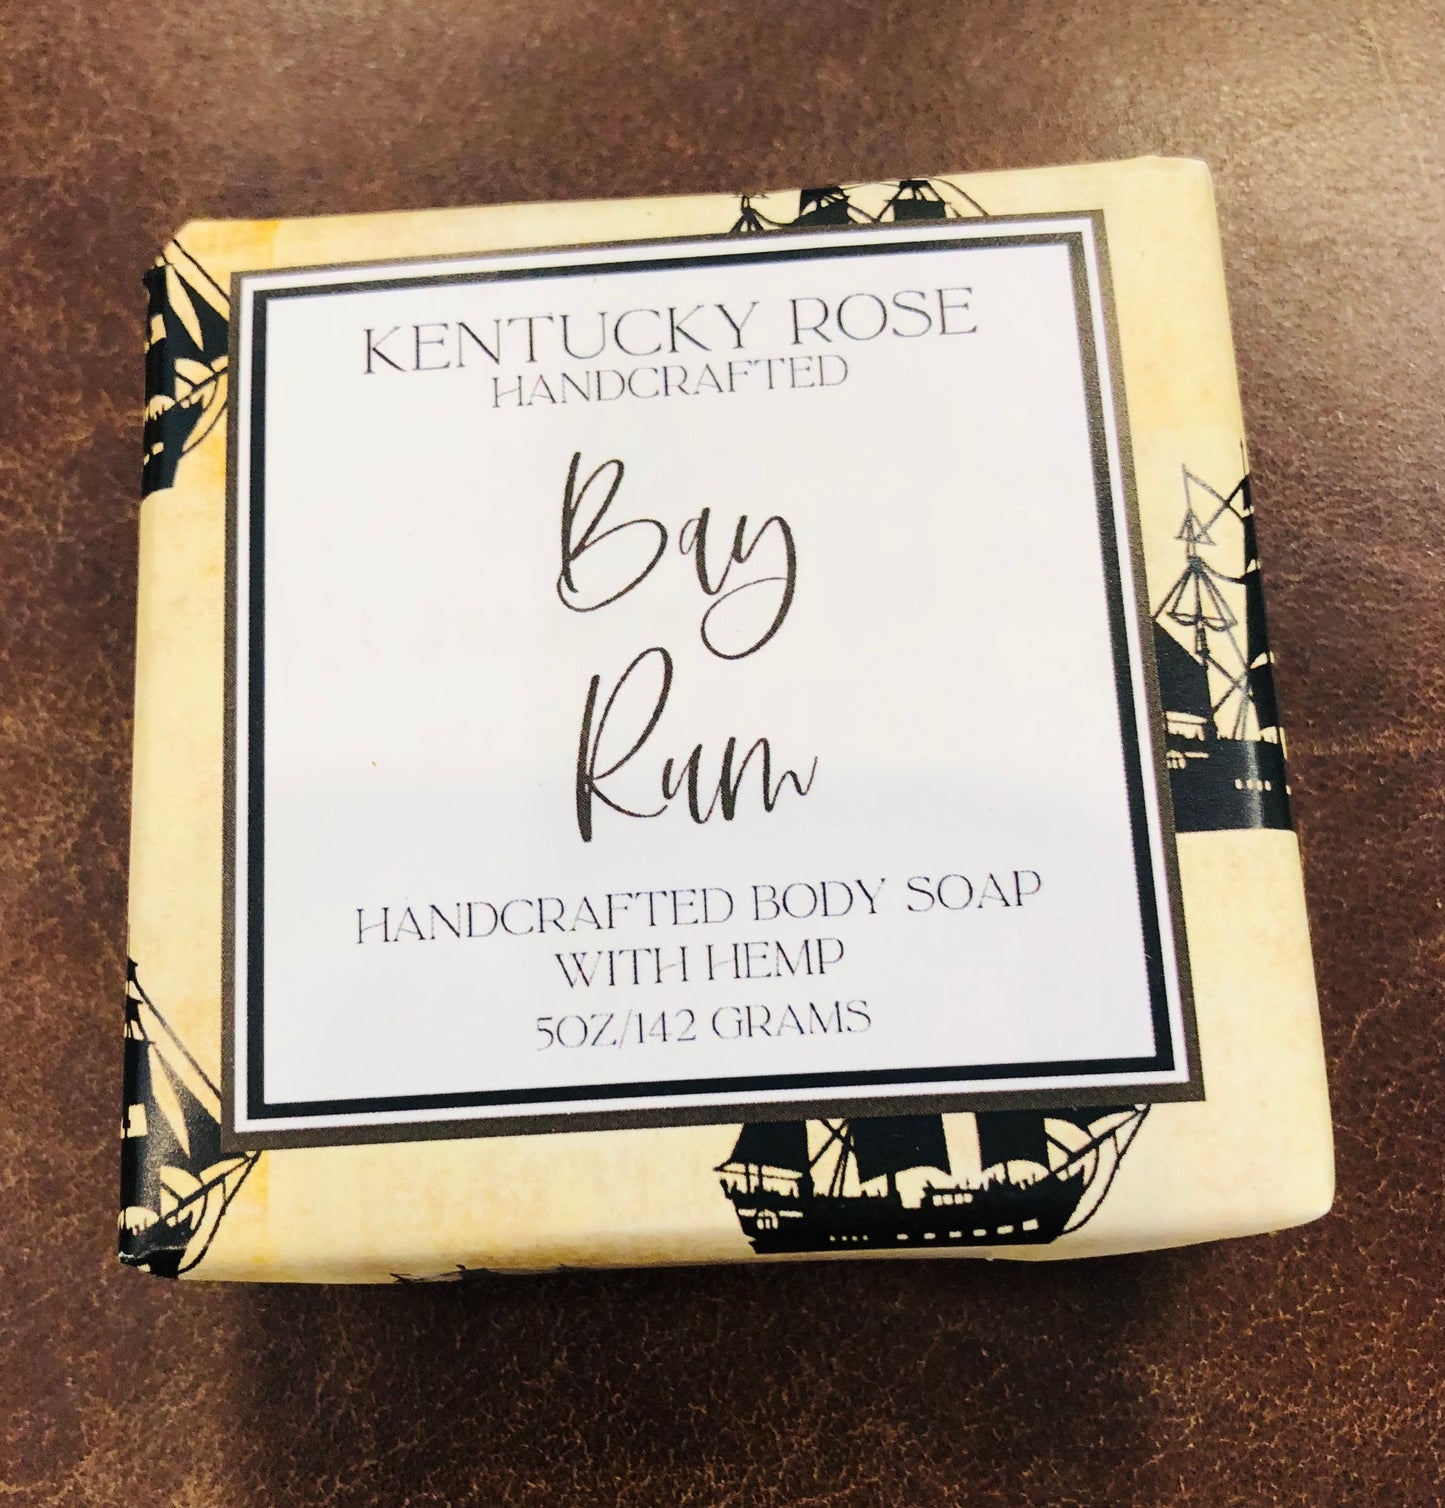 KENTUCKY ROSE
HANDCRAFTED
Bay
Rum
HANDCRAFTED BODY SOAP
WITH HEMP
5OZ/142 GRAMS